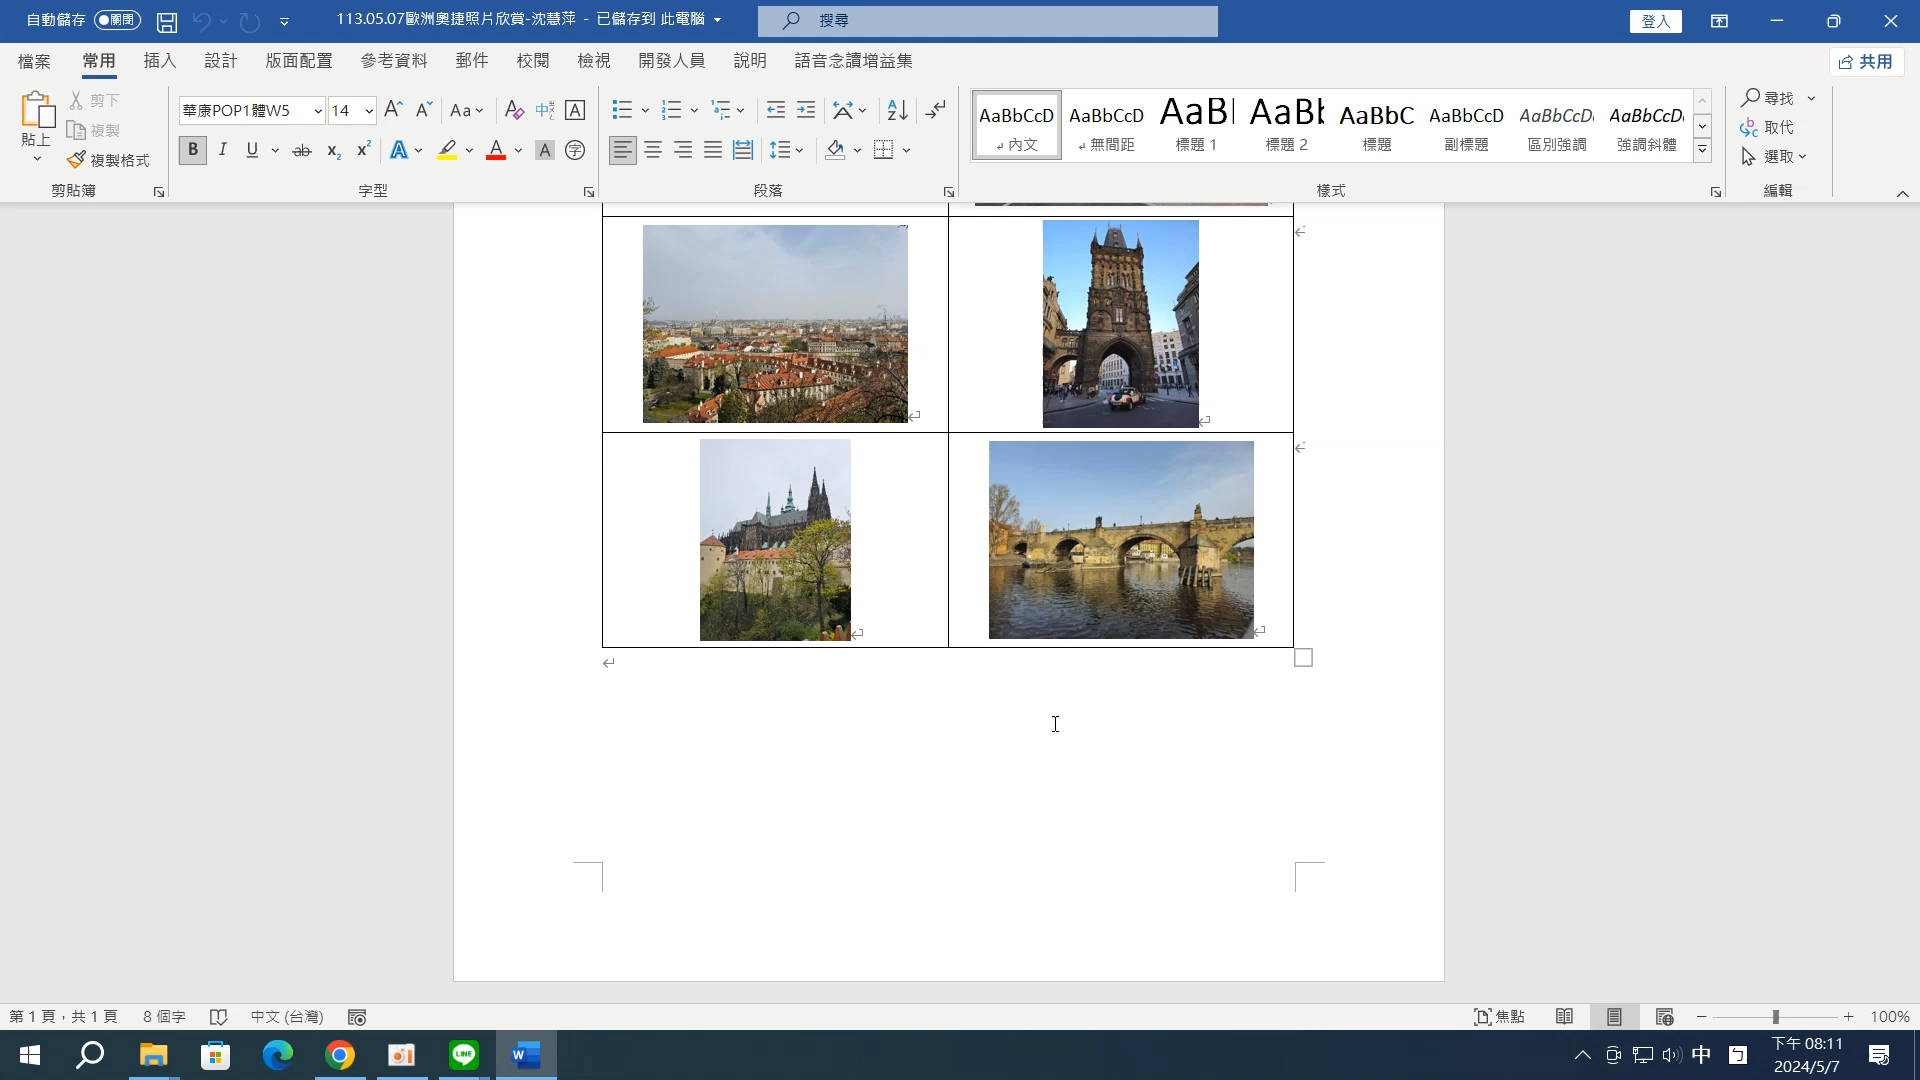 自動儲存 關閉 113.05.07歐洲奧捷照片欣賞-沈慧萍 - 已儲存到 此電腦 搜尋 登入
檔案 常用 插入 設計 版面配置 參考資料 郵件 校閱 檢視 開發人員 說明 語音念讀增益集 共用
貼上 剪下 複製 複製格式
華康POP1體W5 14 Aa
B I U ab x₂ x² A A A 字
AaBbCcD AaBbCcD AaBl AaBb AaBbC AaBbCcD AaBbCcD AaBbCcD
內文 無間距 標題 1 標題 2 標題 副標題 區別強調 強調斜體
尋找
取代
選取
剪貼簿 字型 段落 樣式 編輯
第 1 頁，共 1 頁 8 個字 中文 (台灣) 焦點 100%
LINE W 中 ㄅ 下午 08:11
2024/5/7